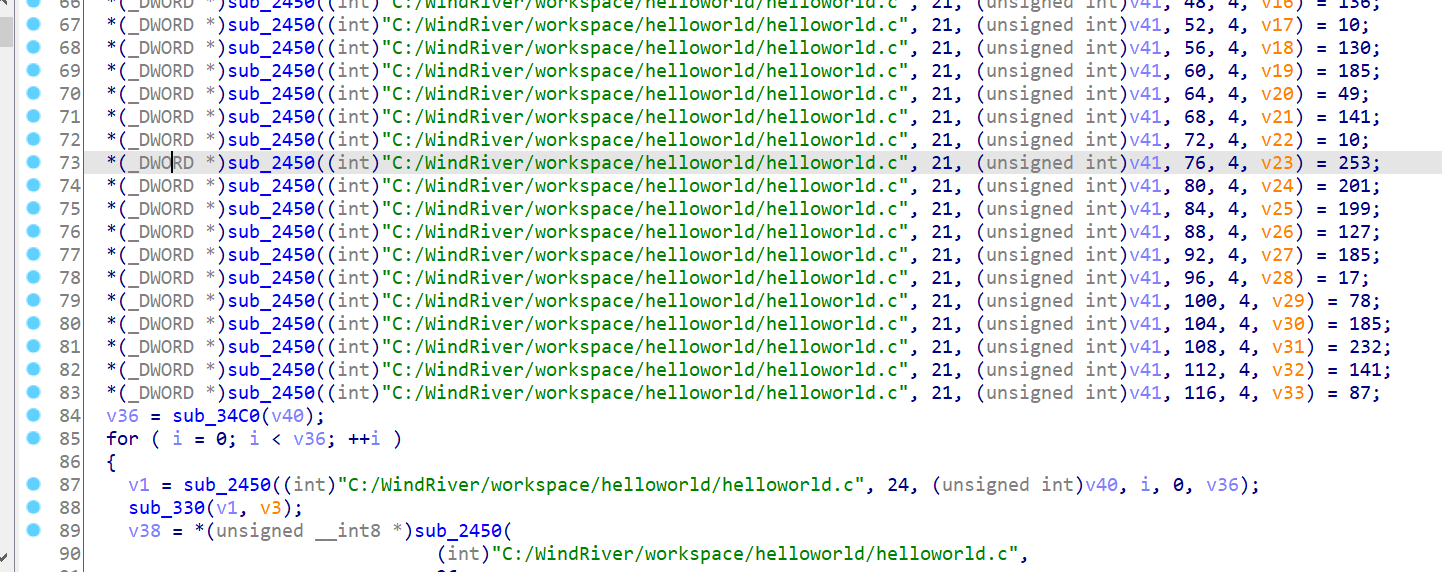 66 *(_DWORD *)sub_2450((int)"C:/WindRiver/workspace/helloworld/helloworld.c", 21, (unsigned int)v41, 48, 4, v16) = 136;
67 *(_DWORD *)sub_2450((int)"C:/WindRiver/workspace/helloworld/helloworld.c", 21, (unsigned int)v41, 52, 4, v17) = 10;
68 *(_DWORD *)sub_2450((int)"C:/WindRiver/workspace/helloworld/helloworld.c", 21, (unsigned int)v41, 56, 4, v18) = 130;
69 *(_DWORD *)sub_2450((int)"C:/WindRiver/workspace/helloworld/helloworld.c", 21, (unsigned int)v41, 60, 4, v19) = 185;
70 *(_DWORD *)sub_2450((int)"C:/WindRiver/workspace/helloworld/helloworld.c", 21, (unsigned int)v41, 64, 4, v20) = 49;
71 *(_DWORD *)sub_2450((int)"C:/WindRiver/workspace/helloworld/helloworld.c", 21, (unsigned int)v41, 68, 4, v21) = 141;
72 *(_DWORD *)sub_2450((int)"C:/WindRiver/workspace/helloworld/helloworld.c", 21, (unsigned int)v41, 72, 4, v22) = 10;
73 *(_DWORD *)sub_2450((int)"C:/WindRiver/workspace/helloworld/helloworld.c", 21, (unsigned int)v41, 76, 4, v23) = 253;
74 *(_DWORD *)sub_2450((int)"C:/WindRiver/workspace/helloworld/helloworld.c", 21, (unsigned int)v41, 80, 4, v24) = 201;
75 *(_DWORD *)sub_2450((int)"C:/WindRiver/workspace/helloworld/helloworld.c", 21, (unsigned int)v41, 84, 4, v25) = 199;
76 *(_DWORD *)sub_2450((int)"C:/WindRiver/workspace/helloworld/helloworld.c", 21, (unsigned int)v41, 88, 4, v26) = 127;
77 *(_DWORD *)sub_2450((int)"C:/WindRiver/workspace/helloworld/helloworld.c", 21, (unsigned int)v41, 92, 4, v27) = 185;
78 *(_DWORD *)sub_2450((int)"C:/WindRiver/workspace/helloworld/helloworld.c", 21, (unsigned int)v41, 96, 4, v28) = 17;
79 *(_DWORD *)sub_2450((int)"C:/WindRiver/workspace/helloworld/helloworld.c", 21, (unsigned int)v41, 100, 4, v29) = 78;
80 *(_DWORD *)sub_2450((int)"C:/WindRiver/workspace/helloworld/helloworld.c", 21, (unsigned int)v41, 104, 4, v30) = 185;
81 *(_DWORD *)sub_2450((int)"C:/WindRiver/workspace/helloworld/helloworld.c", 21, (unsigned int)v41, 108, 4, v31) = 232;
82 *(_DWORD *)sub_2450((int)"C:/WindRiver/workspace/helloworld/helloworld.c", 21, (unsigned int)v41, 112, 4, v32) = 141;
83 *(_DWORD *)sub_2450((int)"C:/WindRiver/workspace/helloworld/helloworld.c", 21, (unsigned int)v41, 116, 4, v33) = 87;
84 v36 = sub_34C0(v40);
85 for ( i = 0; i < v36; ++i )
86 {
87 v1 = sub_2450((int)"C:/WindRiver/workspace/helloworld/helloworld.c", 24, (unsigned int)v40, i, 0, v36);
88 sub_330(v1, v3);
89 v38 = *(unsigned __int8 *)sub_2450(
90 (int)"C:/WindRiver/workspace/helloworld/helloworld.c",